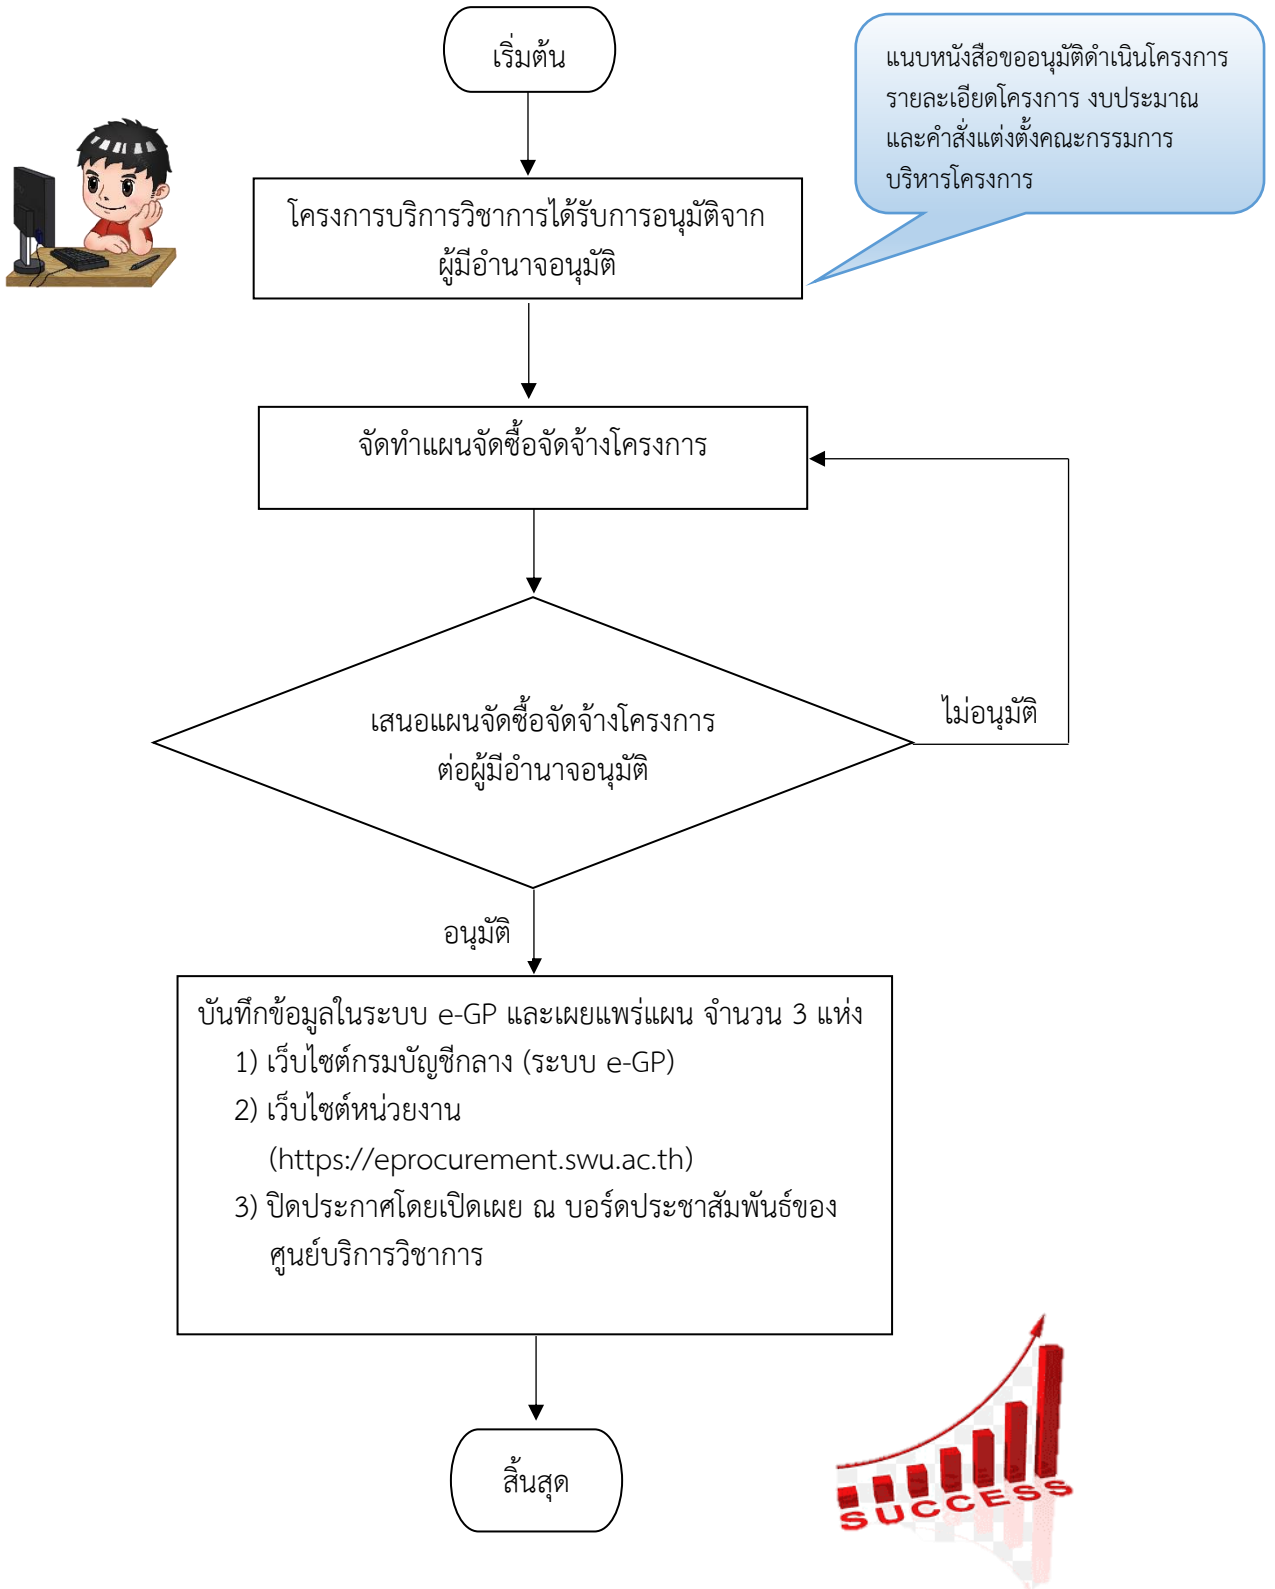 เริ่มต้น
แนบหนังสือขออนุมัติดำเนินโครงการ
รายละเอียดโครงการ งบประมาณ
และคำสั่งแต่งตั้งคณะกรรมการ
บริหารโครงการ
โครงการบริการวิชาการได้รับการอนุมัติจาก
ผู้มีอำนาจอนุมัติ
จัดทำแผนจัดซื้อจัดจ้างโครงการ
เสนอแผนจัดซื้อจัดจ้างโครงการ
ต่อผู้มีอำนาจอนุมัติ
ไม่อนุมัติ
อนุมัติ
บันทึกข้อมูลในระบบ e-GP และเผยแพร่แผน จำนวน 3 แห่ง
1) เว็บไซต์กรมบัญชีกลาง (ระบบ e-GP)
2) เว็บไซต์หน่วยงาน
(https://eprocurement.swu.ac.th)
3) ปิดประกาศโดยเปิดเผย ณ บอร์ดประชาสัมพันธ์ของ
ศูนย์บริการวิชาการ
สิ้นสุด
SUCCESS